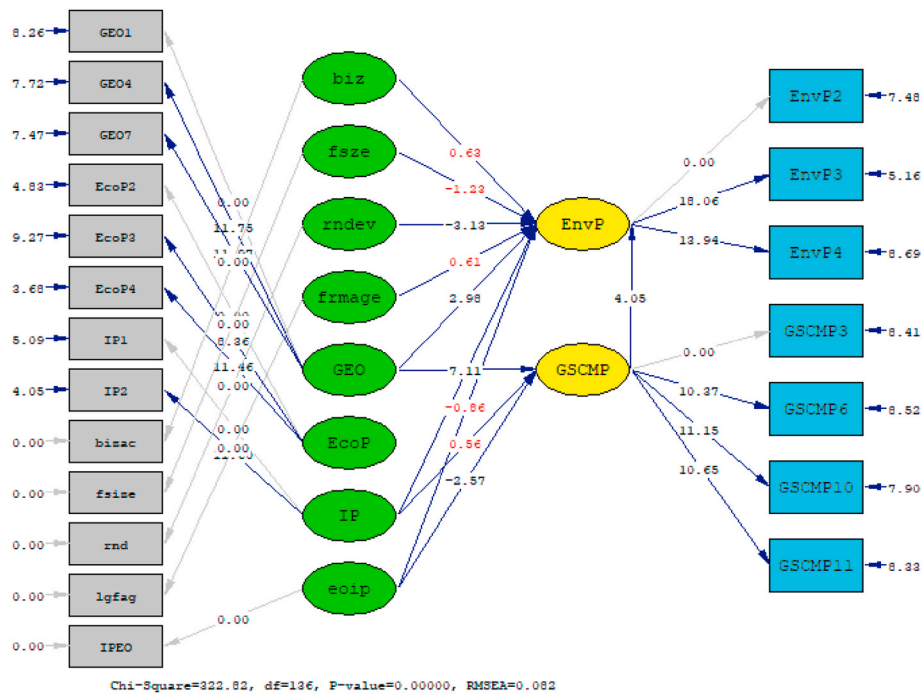 8.26 GEO1
7.72 GEO4
7.47 GEO7
4.83 EcoP2
9.27 EcoP3
3.68 EcoP4
5.09 IP1
4.05 IP2
0.00 bizac
0.00 fsize
0.00 rnd
0.00 lgfag
0.00 IPEO
0.00
11.75
0.00
0.00
8.36
11.46
0.00
0.00
0.00
0.00
biz
fsze
rndev
frmage
GEO
EcoP
IP
eoip
0.63
-1.23
-3.13
0.61
2.98
7.11
-0.86
0.56
-2.57
EnvP
4.05
GSCMP
0.00
18.06
13.94
0.00
10.37
11.15
10.65
EnvP2 7.48
EnvP3 5.16
EnvP4 8.69
GSCMP3 8.41
GSCMP6 8.52
GSCMP10 7.90
GSCMP11 8.33
Chi-Square=322.82, df=136, P-value=0.00000, RMSEA=0.082